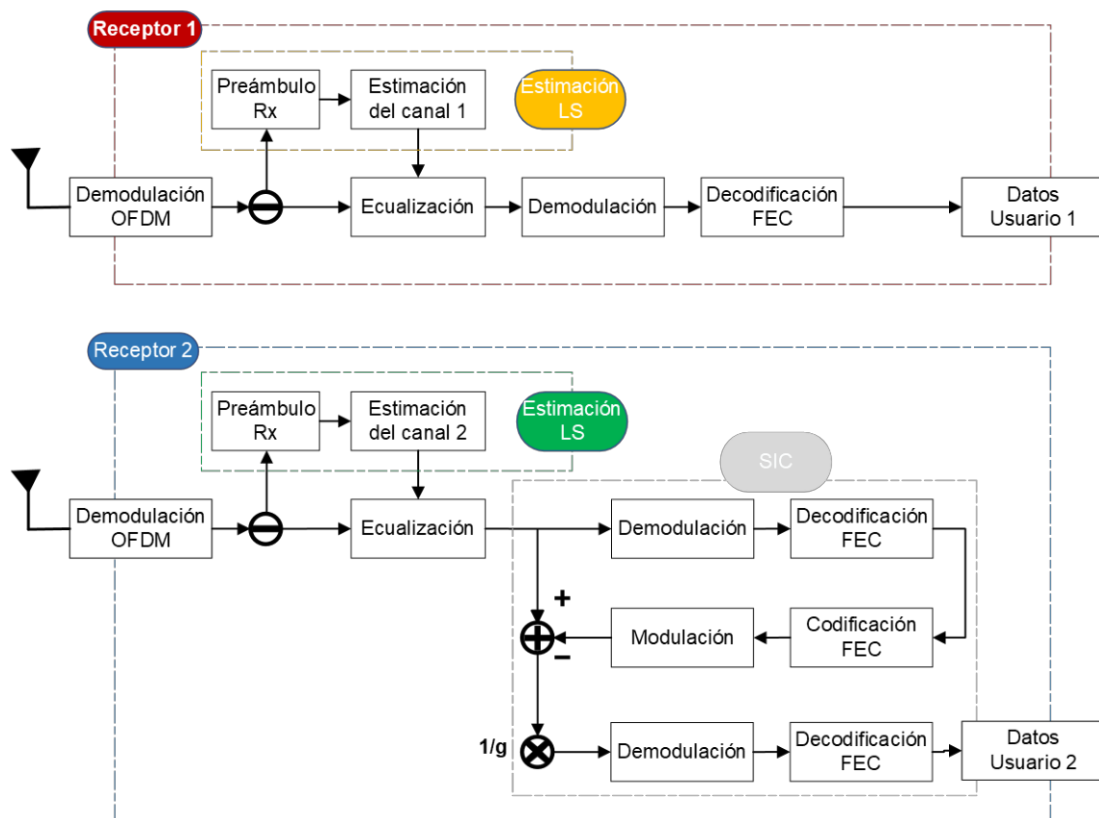 Receptor 1
Preámbulo
Rx
Estimación
del canal 1
Estimación
LS
Demodulación
OFDM
Ecualización
Demodulación
Decodificación
FEC
Datos
Usuario 1
Receptor 2
Preámbulo
Rx
Estimación
del canal 2
Estimación
LS
SIC
Demodulación
OFDM
Ecualización
Demodulación
Decodificación
FEC
+
−
Modulación
Codificación
FEC
1/g
Demodulación
Decodificación
FEC
Datos
Usuario 2